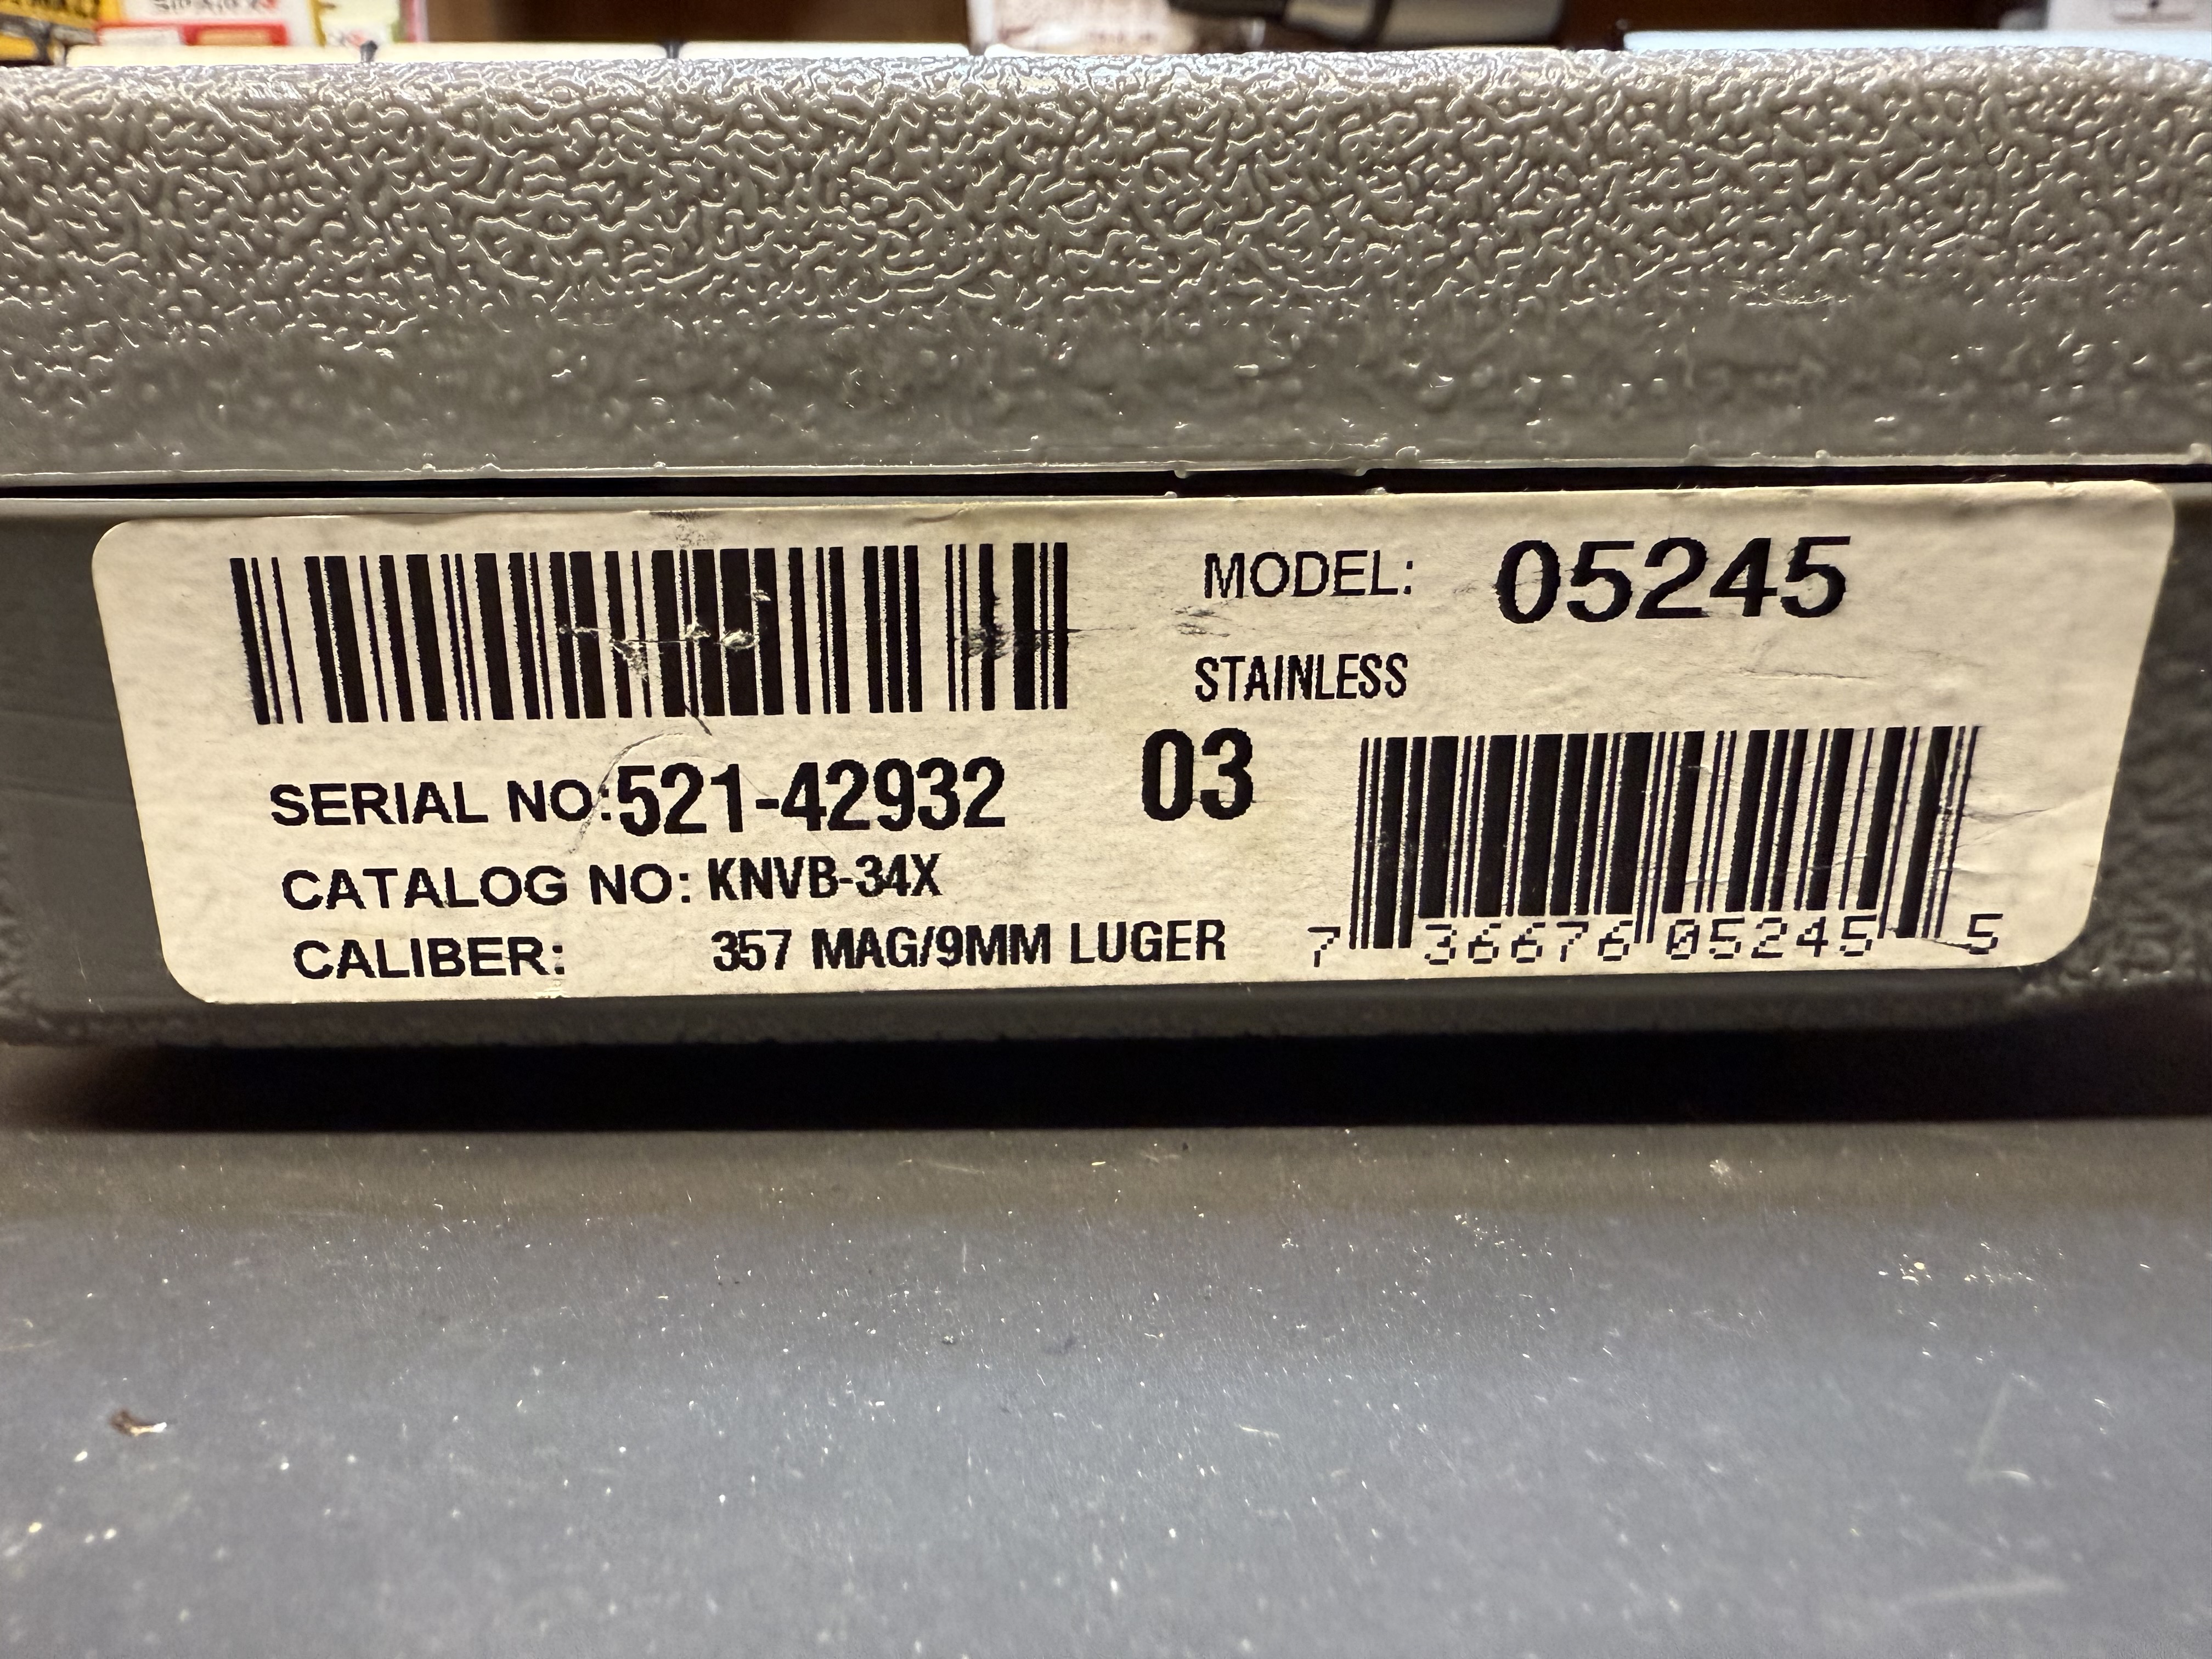 MODEL: 05245
STAINLESS
SERIAL NO:521-42932
03
CATALOG NO: KNVB-34X
CALIBER: 357 MAG/9MM LUGER
7 36676 05245 5